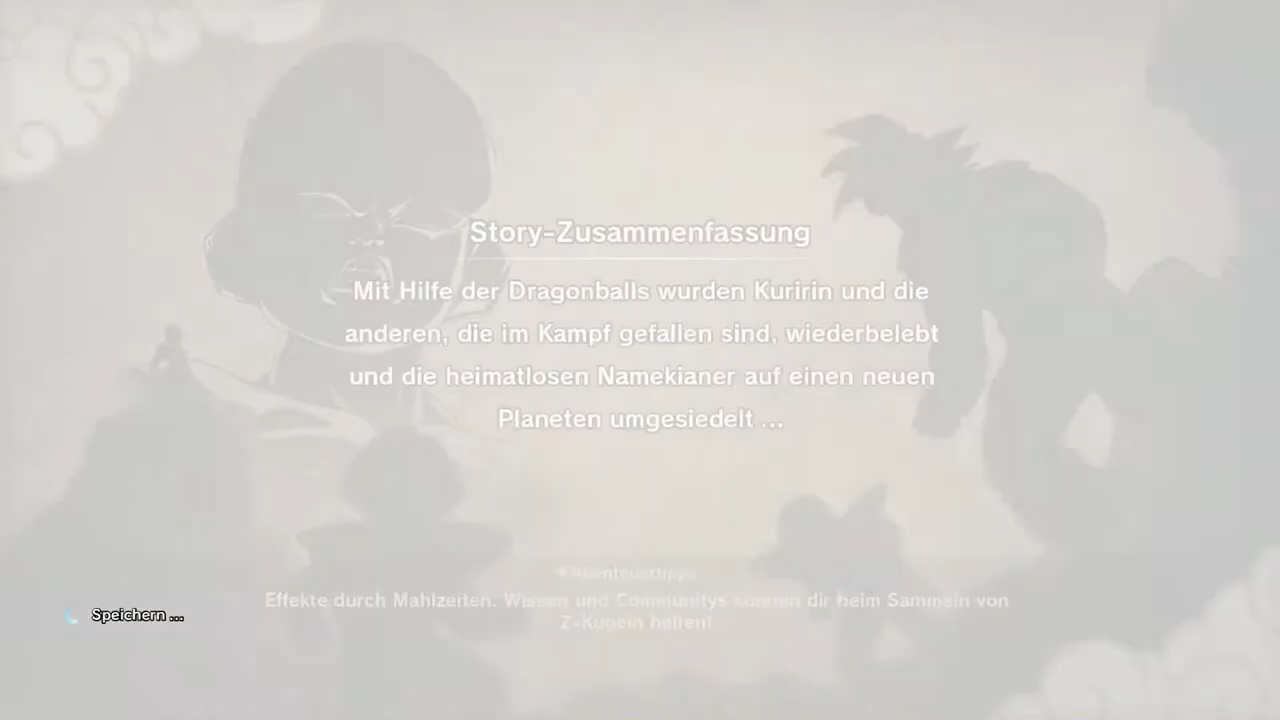 Story-Zusammenfassung
Mit Hilfe der Dragonballs wurden Kuririn und die
anderen, die im Kampf gefallen sind, wiederbelebt
und die heimatlosen Namekianer auf einen neuen
Planeten umgesiedelt ...
Abenteuertipps
Effekte durch Mahlzeiten, Wissen und Communitys können dir beim Sammeln von
Z-Kugeln helfen!
Speichern ...